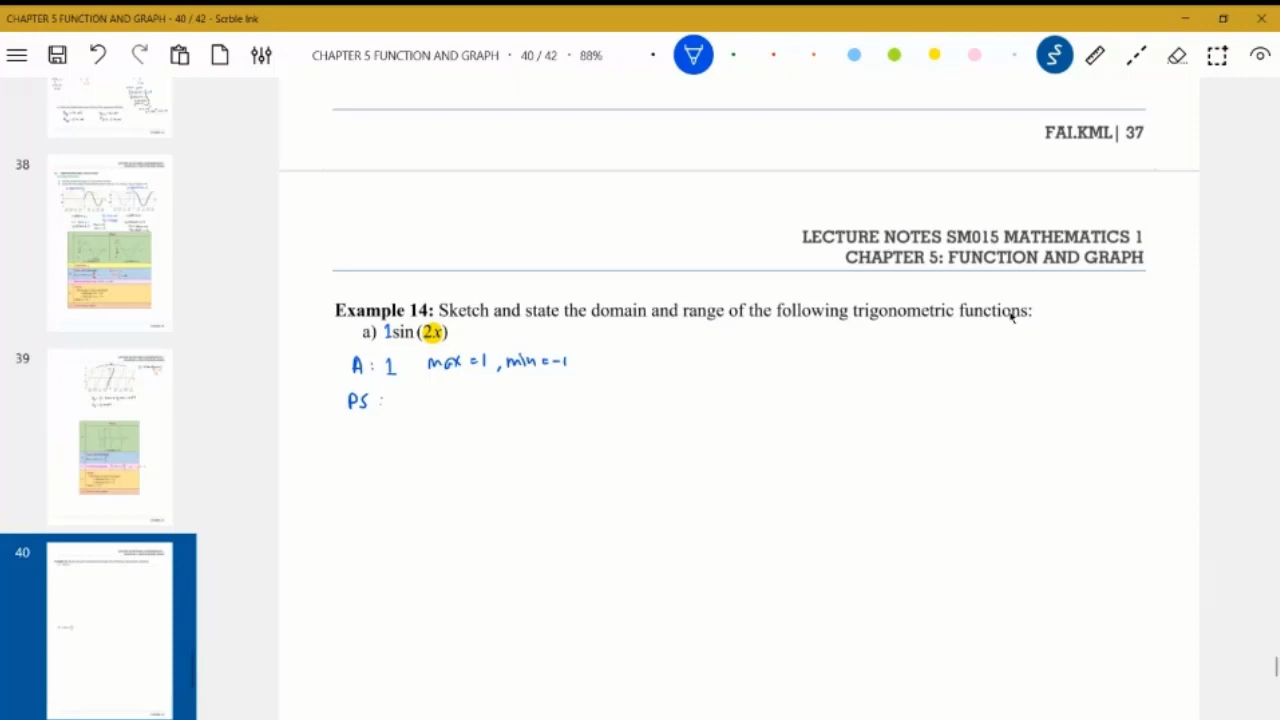 CHAPTER 5 FUNCTION AND GRAPH - 40 / 42 - Scrble Ink
CHAPTER 5 FUNCTION AND GRAPH • 40 / 42 • 88%
38
39
40
FAI.KML| 37
LECTURE NOTES SM015 MATHEMATICS 1
CHAPTER 5: FUNCTION AND GRAPH
Example 14: Sketch and state the domain and range of the following trigonometric functions:
a) 1sin(2x)
A : 1 max = 1 , min = -1
PS :